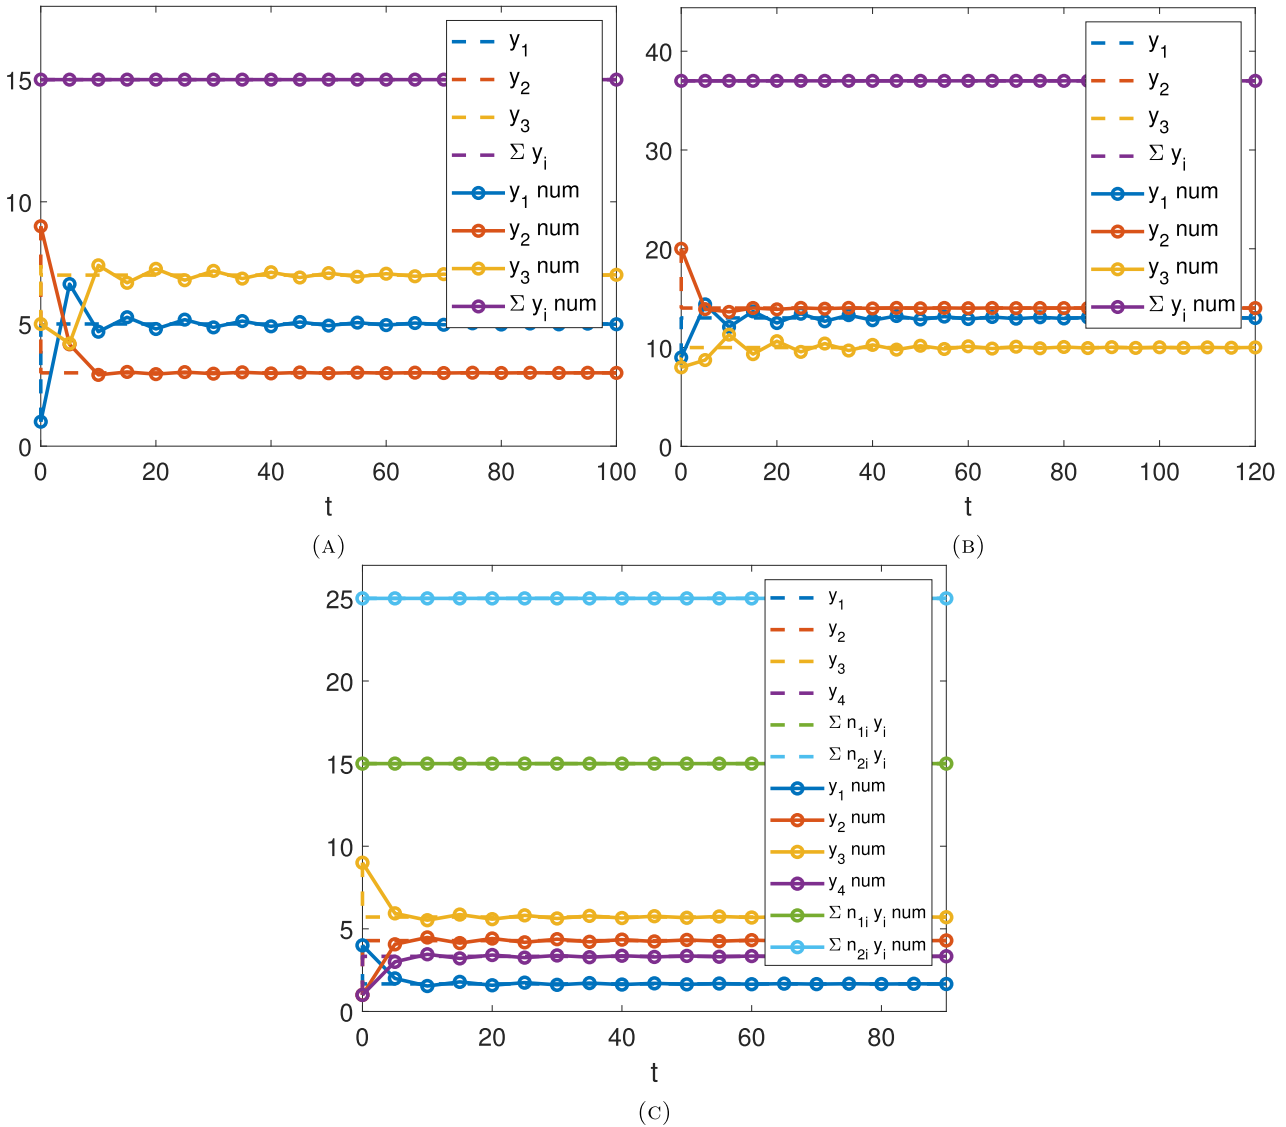 15
10
5
0
0 20 40 60 80 100
t
y1
y2
y3
Σ yi
y1 num
y2 num
y3 num
Σ yi num
(A)
40
30
20
10
0
0 20 40 60 80 100 120
t
y1
y2
y3
Σ yi
y1 num
y2 num
y3 num
Σ yi num
(B)
25
20
15
10
5
0
0 20 40 60 80
t
y1
y2
y3
y4
Σ n1i yi
Σ n2i yi
y1 num
y2 num
y3 num
y4 num
Σ n1i yi num
Σ n2i yi num
(C)